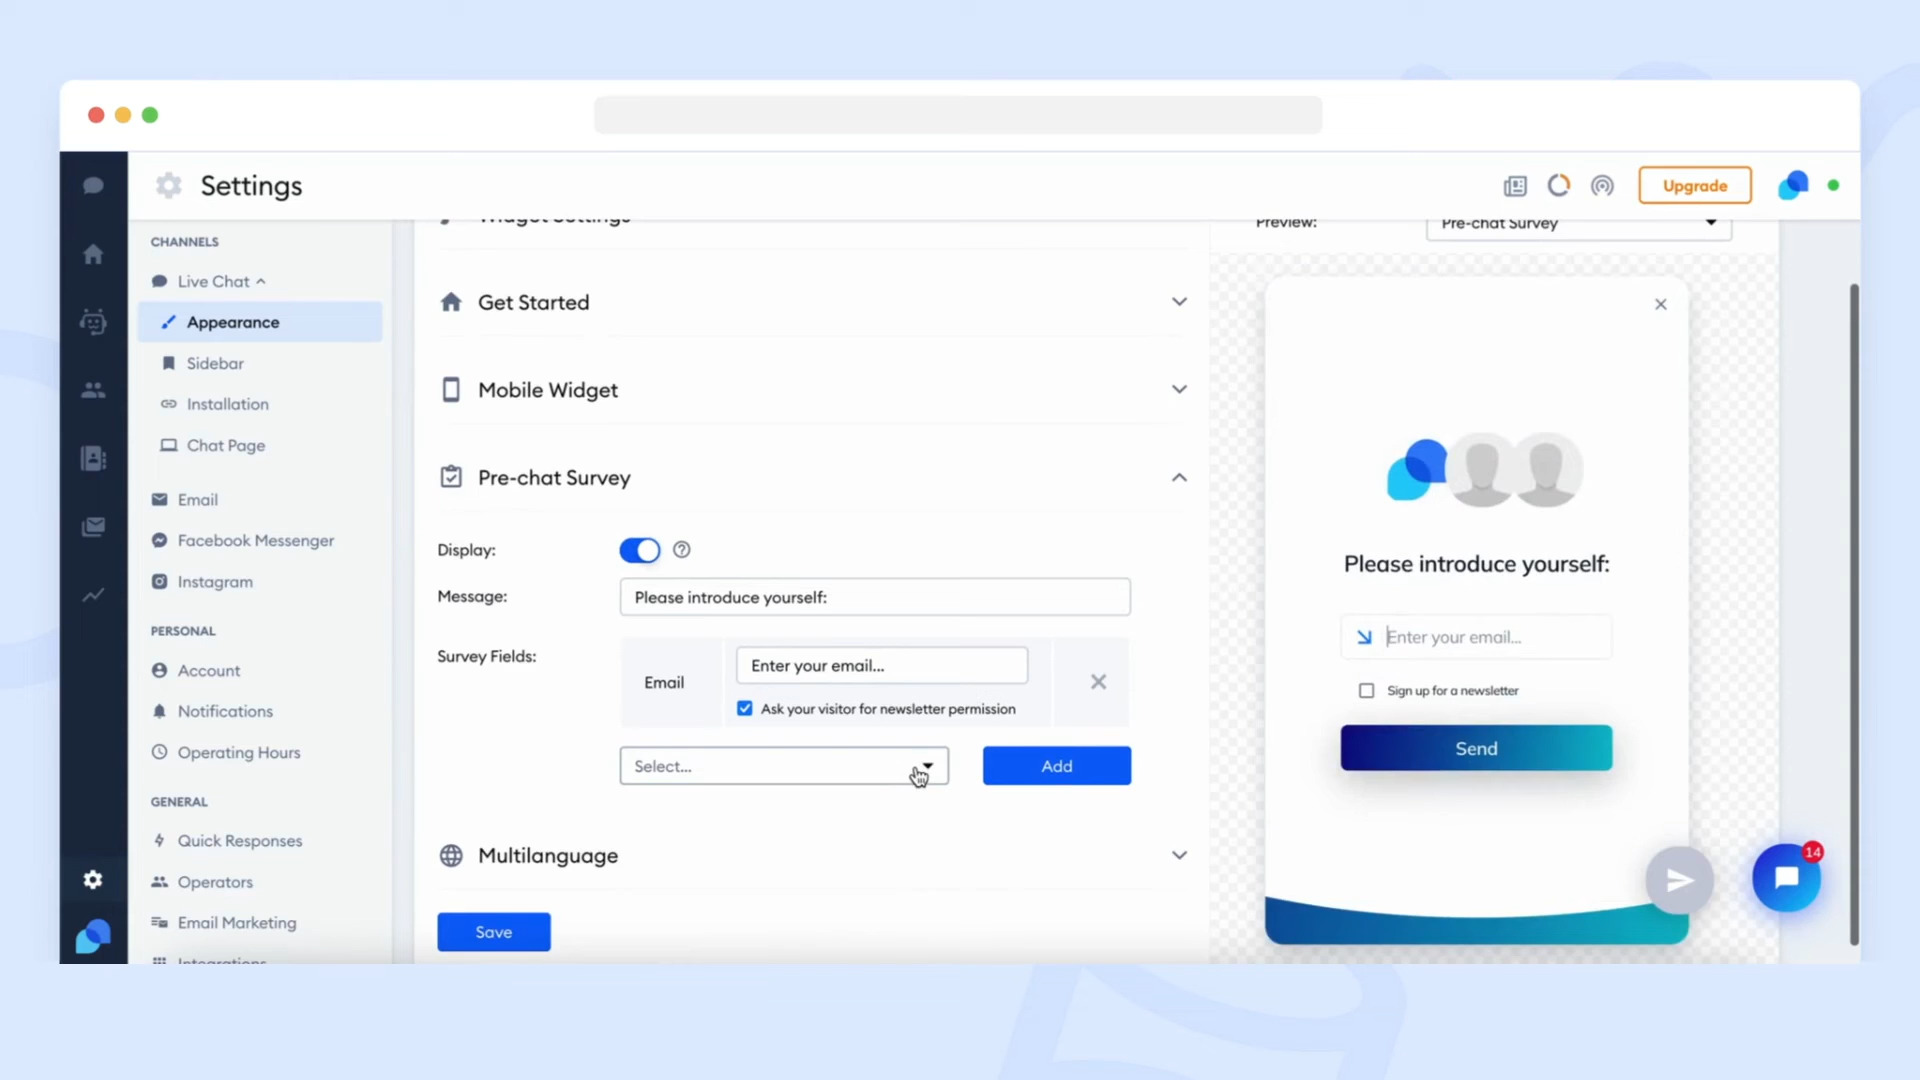 Settings
Upgrade
CHANNELS
Live Chat
Appearance
Sidebar
Installation
Chat Page
Email
Facebook Messenger
Instagram
PERSONAL
Account
Notifications
Operating Hours
GENERAL
Quick Responses
Operators
Email Marketing
Integrations
Widget Settings
Get Started
Mobile Widget
Pre-chat Survey
Display:
Message:
Please introduce yourself:
Survey Fields:
Email
Enter your email...
Ask your visitor for newsletter permission
Select...
Add
Multilanguage
Save
Preview:
Pre-chat Survey
Please introduce yourself:
Enter your email...
Sign up for a newsletter
Send
14